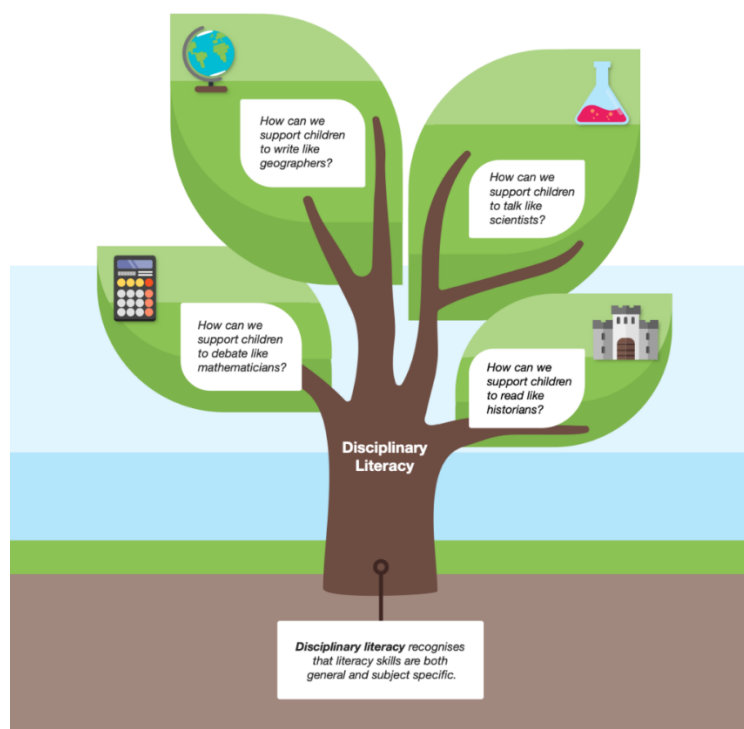 How can we
support children
to write like
geographers?
How can we
support children
to talk like
scientists?
How can we
support children
to debate like
mathematicians?
How can we
support children
to read like
historians?
Disciplinary
Literacy
Disciplinary literacy recognises
that literacy skills are both
general and subject specific.